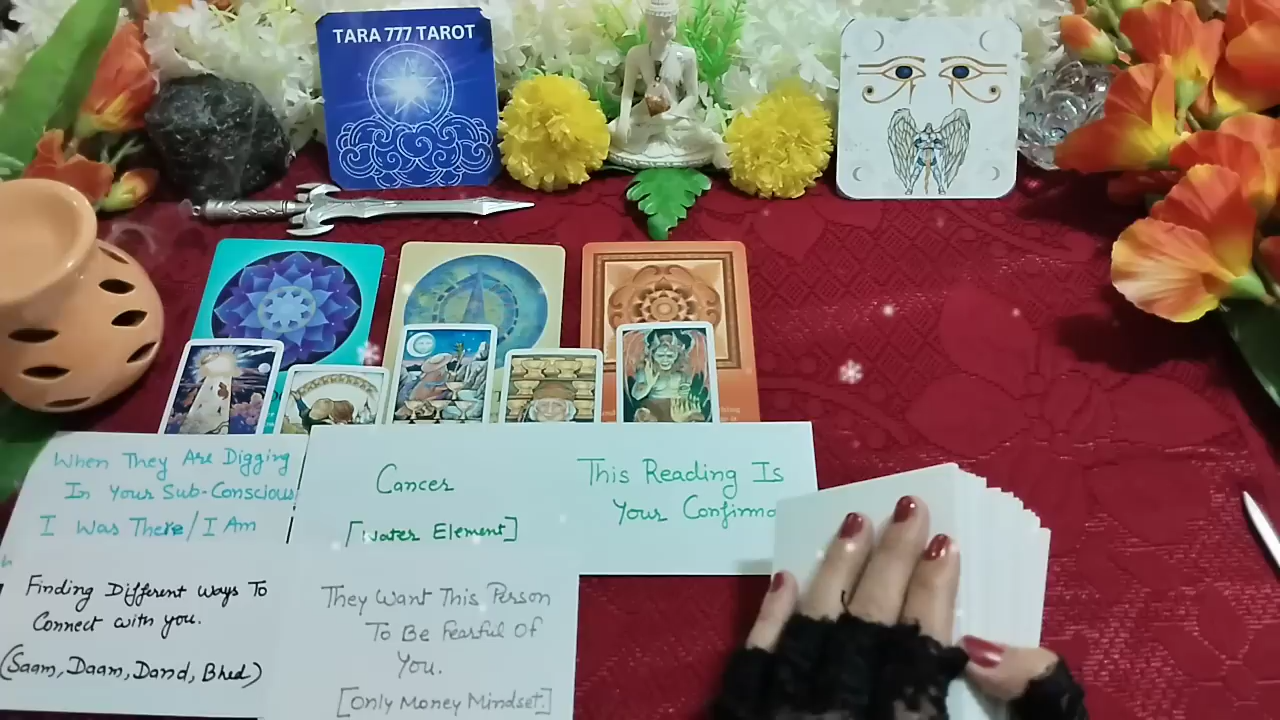 TARA 777 TAROT
When They Are Digging
In Your Sub-Conscious
I Was There/I Am
Finding Different Ways To
Connect with you.
(Saam, Daam, Dand, Bhed)
Cancer
[Water Element]
They Want This Person
To Be Fearful Of
You.
[Only Money Mindset.]
This Reading Is
Your Confirma